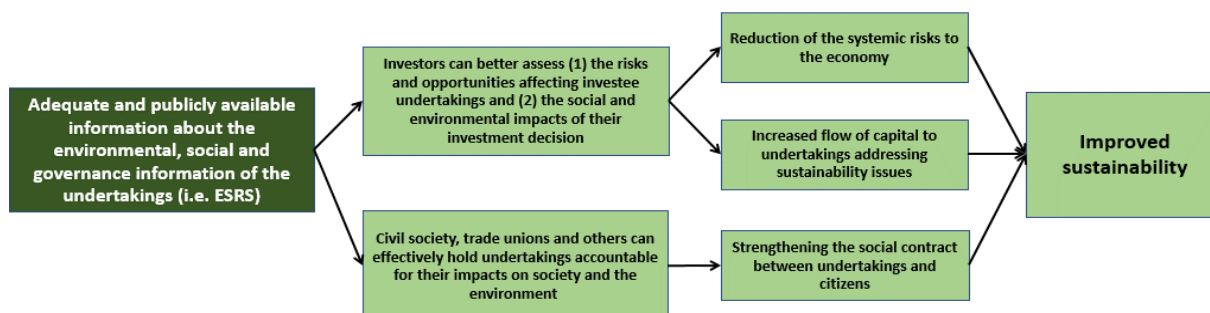 Adequate and publicly available
information about the
environmental, social and
governance information of the
undertakings (i.e. ESRS)
Investors can better assess (1) the risks
and opportunities affecting investee
undertakings and (2) the social and
environmental impacts of their
investment decision
Civil society, trade unions and others can
effectively hold undertakings accountable
for their impacts on society and the
environment
Reduction of the systemic risks to
the economy
Increased flow of capital to
undertakings addressing
sustainability issues
Strengthening the social contract
between undertakings and
citizens
Improved
sustainability